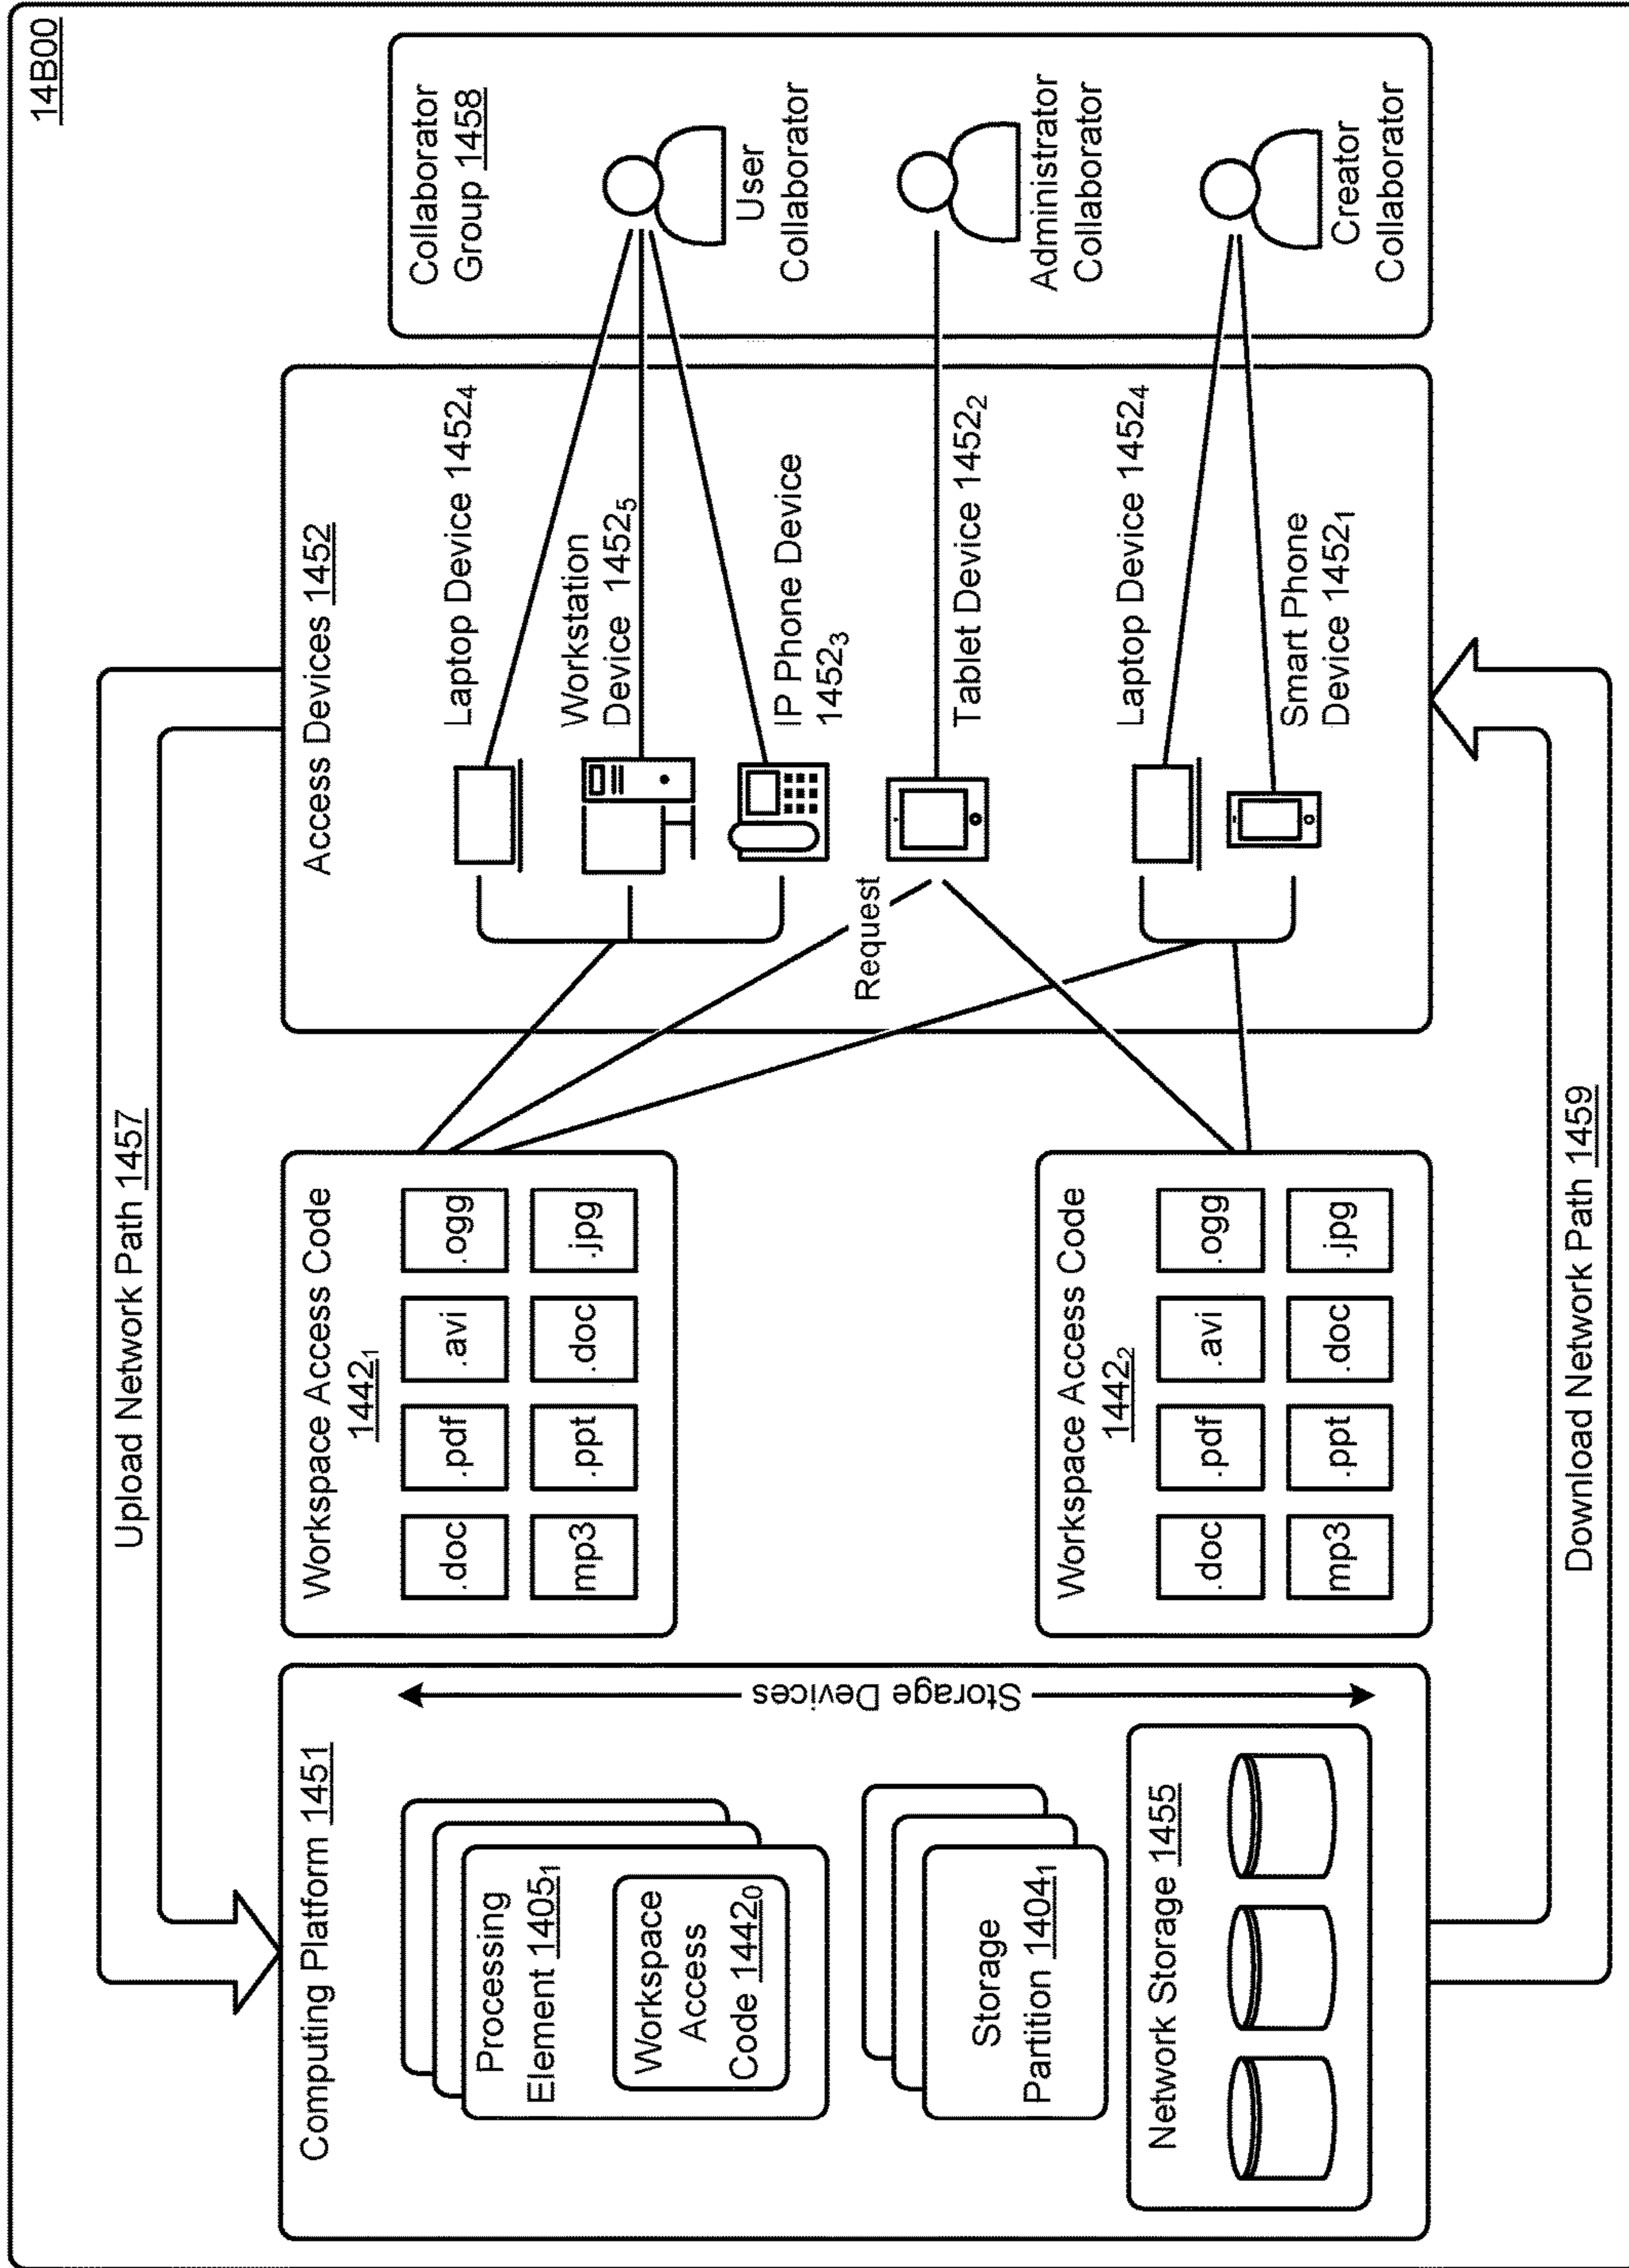 14B00
Upload Network Path 1457
Computing Platform 1451
Processing
Element 1405₁
Workspace
Access
Code 1442₀
Storage
Partition 1404₁
Network Storage 1455
Storage Devices
Workspace Access Code
1442₁
.doc
.pdf
.avi
.ogg
mp3
.ppt
.doc
.jpg
Workspace Access Code
1442₂
.doc
.pdf
.avi
.ogg
mp3
.ppt
.doc
.jpg
Access Devices 1452
Laptop Device 1452₄
Workstation
Device 1452₅
IP Phone Device
1452₃
Request
Tablet Device 1452₂
Laptop Device 1452₄
Smart Phone
Device 1452₁
Collaborator
Group 1458
User
Collaborator
Administrator
Collaborator
Creator
Collaborator
Download Network Path 1459